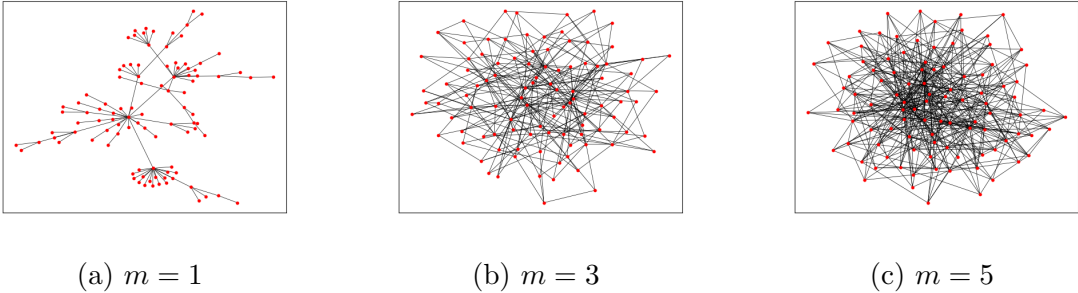 (a) m = 1
(b) m = 3
(c) m = 5